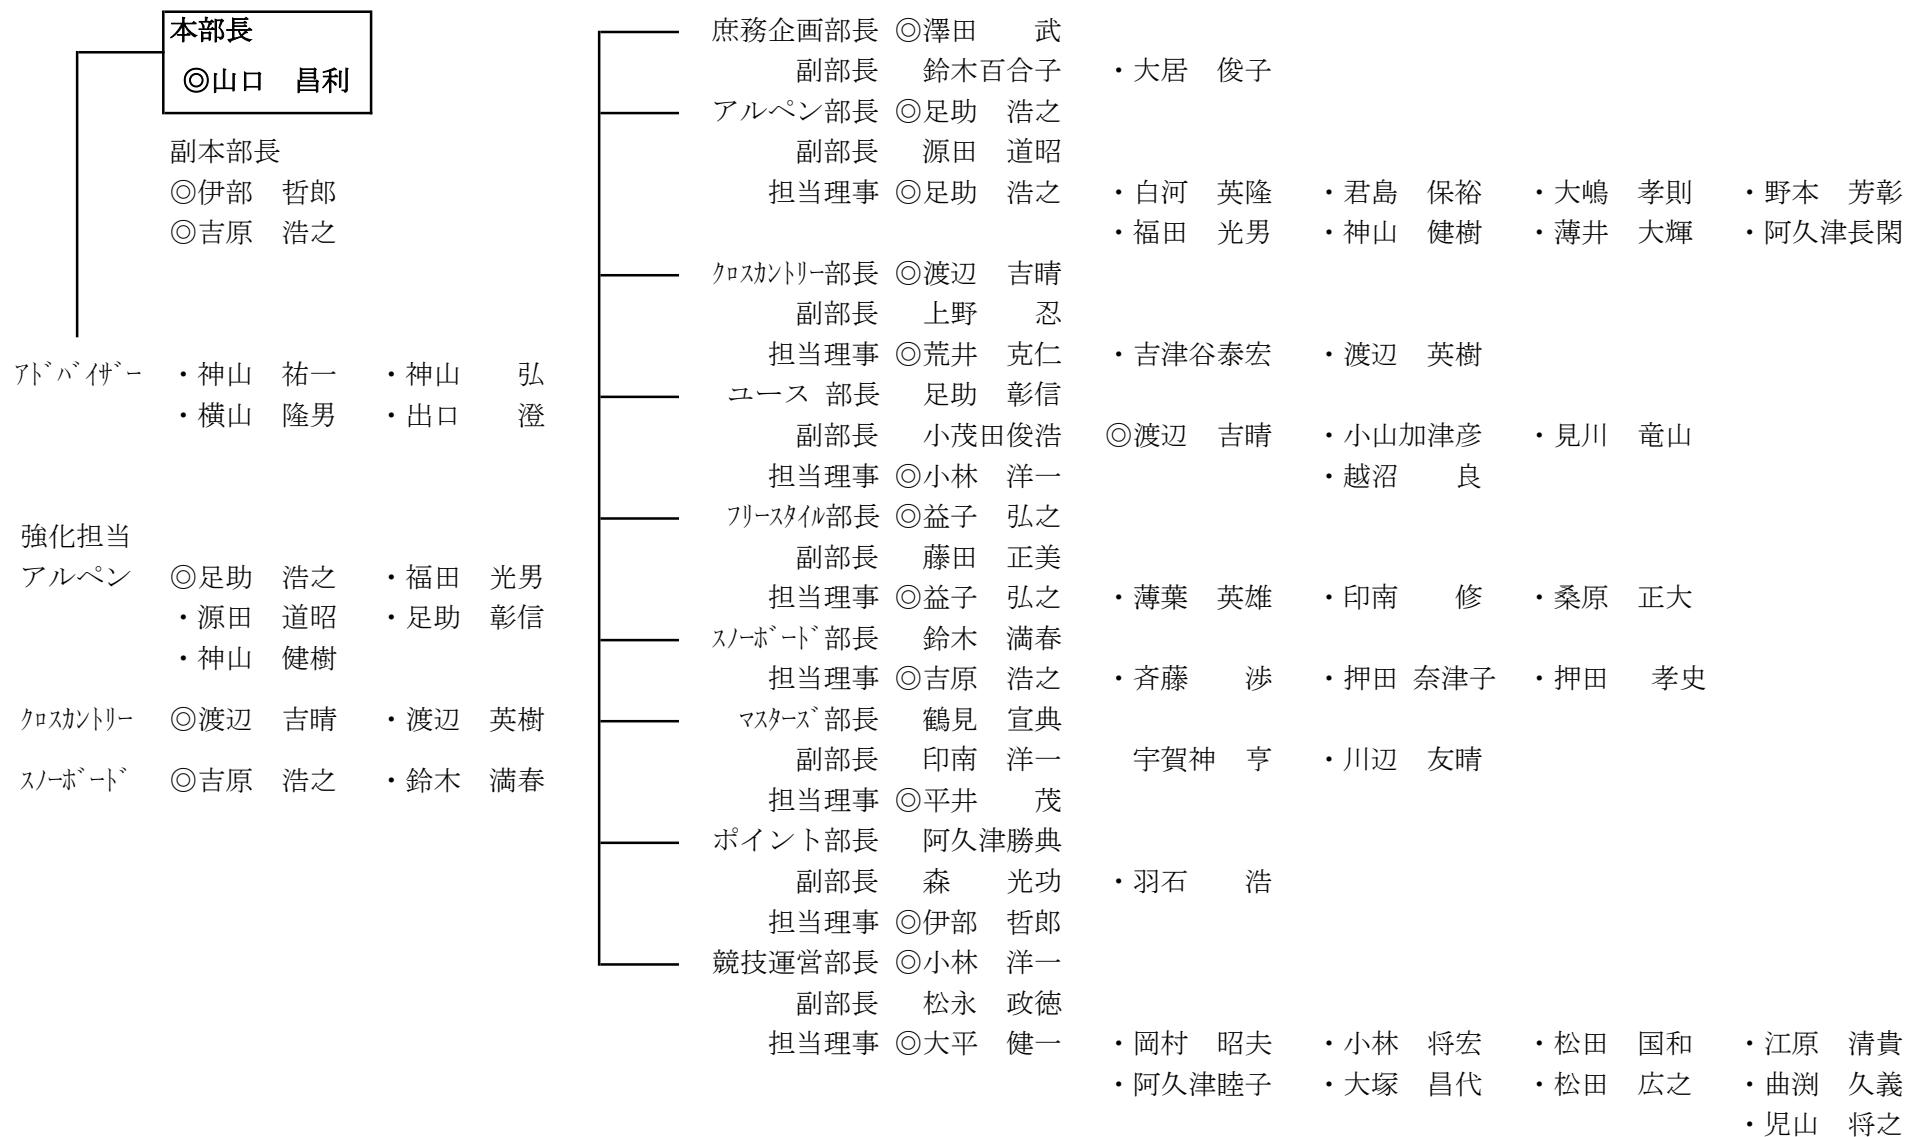 本部長
◎山口　昌利
副本部長
◎伊部　哲郎
◎吉原　浩之
ｱﾄﾞﾊﾞｲｻﾞｰ　・神山　祐一　・神山　　弘
・横山　隆男　・出口　　澄
強化担当
アルペン　◎足助　浩之　・福田　光男
・源田　道昭　・足助　彰信
・神山　健樹
ｸﾛｽｶﾝﾄﾘｰ　◎渡辺　吉晴　・渡辺　英樹
ｽﾉｰﾎﾞｰﾄﾞ　◎吉原　浩之　・鈴木　満春
庶務企画部長 ◎澤田　　武
副部長　鈴木百合子　・大居　俊子
アルペン部長 ◎足助　浩之
副部長　源田　道昭
担当理事 ◎足助　浩之　・白河　英隆　・君島　保裕　・大嶋　孝則　・野本　芳彰
・福田　光男　・神山　健樹　・薄井　大輝　・阿久津長閑
ｸﾛｽｶﾝﾄﾘｰ部長 ◎渡辺　吉晴
副部長　上野　　忍
担当理事 ◎荒井　克仁　・吉津谷泰宏　・渡辺　英樹
ユース 部長　足助　彰信
副部長　小茂田俊浩　◎渡辺　吉晴　・小山加津彦　・見川　竜山
担当理事 ◎小林　洋一　・越沼　　良
ﾌﾘｰｽﾀｲﾙ部長 ◎益子　弘之
副部長　藤田　正美
担当理事 ◎益子　弘之　・薄葉　英雄　・印南　　修　・桑原　正大
ｽﾉｰﾎﾞｰﾄﾞ部長　鈴木　満春
担当理事 ◎吉原　浩之　・斉藤　　渉　・押田 奈津子　・押田　孝史
ﾏｽﾀｰｽﾞ部長　鶴見　宣典
副部長　印南　洋一　宇賀神　亨　・川辺　友晴
担当理事 ◎平井　　茂
ポイント部長　阿久津勝典
副部長　森　　光功　・羽石　　浩
担当理事 ◎伊部　哲郎
競技運営部長 ◎小林　洋一
副部長　松永　政徳
担当理事 ◎大平　健一　・岡村　昭夫　・小林　将宏　・松田　国和　・江原　清貴
・阿久津睦子　・大塚　昌代　・松田　広之　・曲渕　久義
・児山　将之